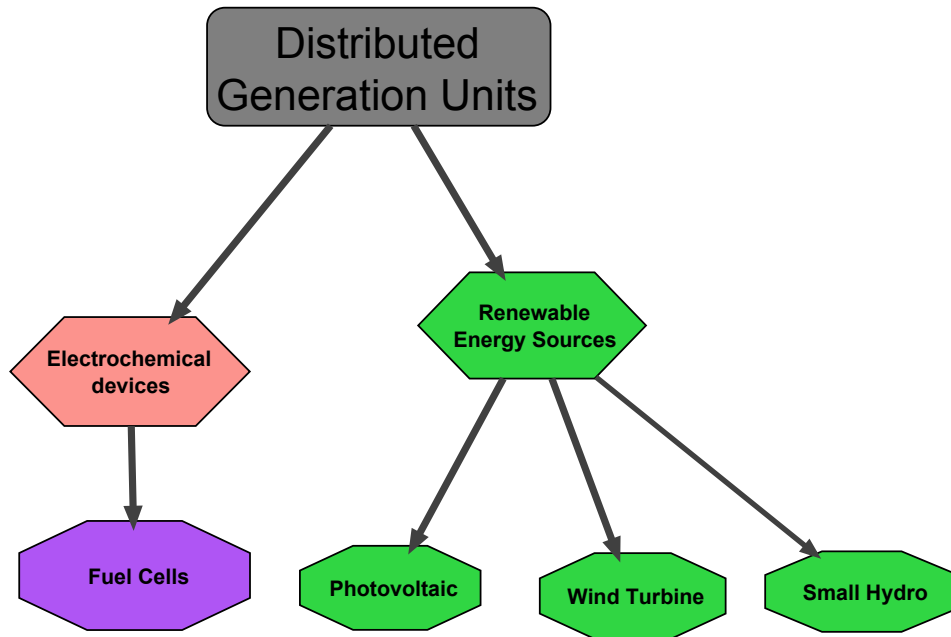 Distributed
Generation Units
Renewable
Energy Sources
Electrochemical
devices
Fuel Cells
Photovoltaic
Wind Turbine
Small Hydro